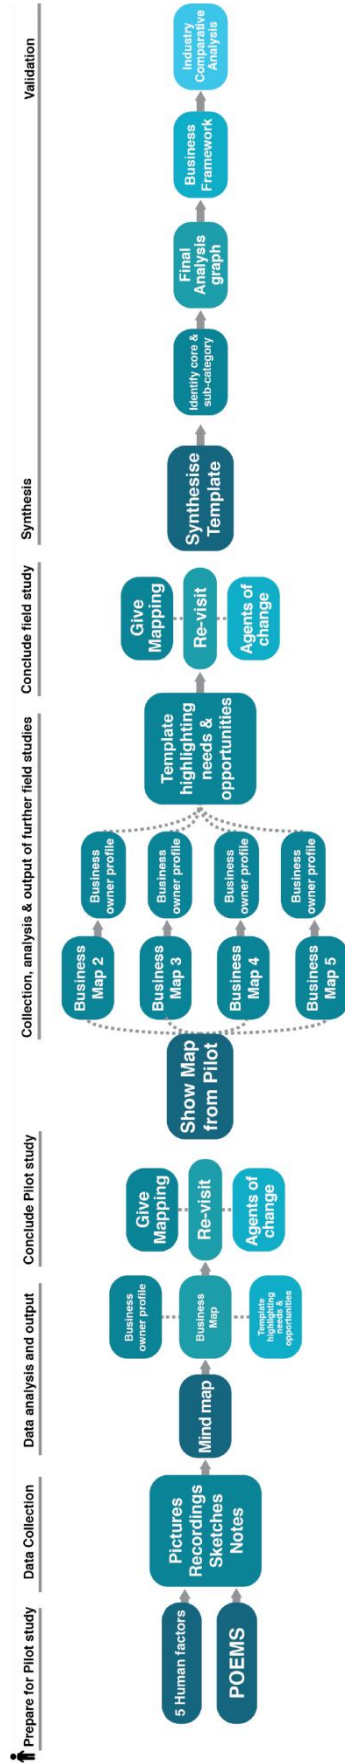 Prepare for Pilot study
Data Collection
Data analysis and output
Conclude Pilot study
Collection, analysis & output of further field studies
Conclude field study
Synthesis
Validation
5 Human factors
POEMS
Pictures
Recordings
Sketches
Notes
Mind map
Business
owner profile
Business
Map
Template
highlighting
needs &
opportunities
Give
Mapping
Re-visit
Agents of
change
Show Map
from Pilot
Business
Map 2
Business
owner profile
Business
Map 3
Business
owner profile
Business
Map 4
Business
owner profile
Business
Map 5
Business
owner profile
Template
highlighting
needs &
opportunities
Give
Mapping
Re-visit
Agents of
change
Synthesise
Template
Identify core &
sub-category
Final
Analysis
graph
Business
Framework
Industry
Comparative
Analysis